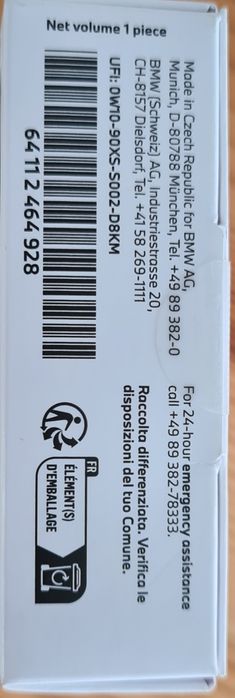 Net volume 1 piece
Made in Czech Republic for BMW AG,
Munich, D-80788 München, Tel. +49 89 382-0
BMW (Schweiz) AG, Industriestrasse 20,
CH-8157 Dielsdorf, Tel. +41 58 269-1111
UFI: 0W10-90XS-S002-D8KM
64 11 2 464 928
For 24-hour emergency assistance
call +49 89 382-78333.
Raccolta differenziata. Verifica le
disposizioni del tuo Comune.
FR
ÉLÉMENT(S)
D'EMBALLAGE